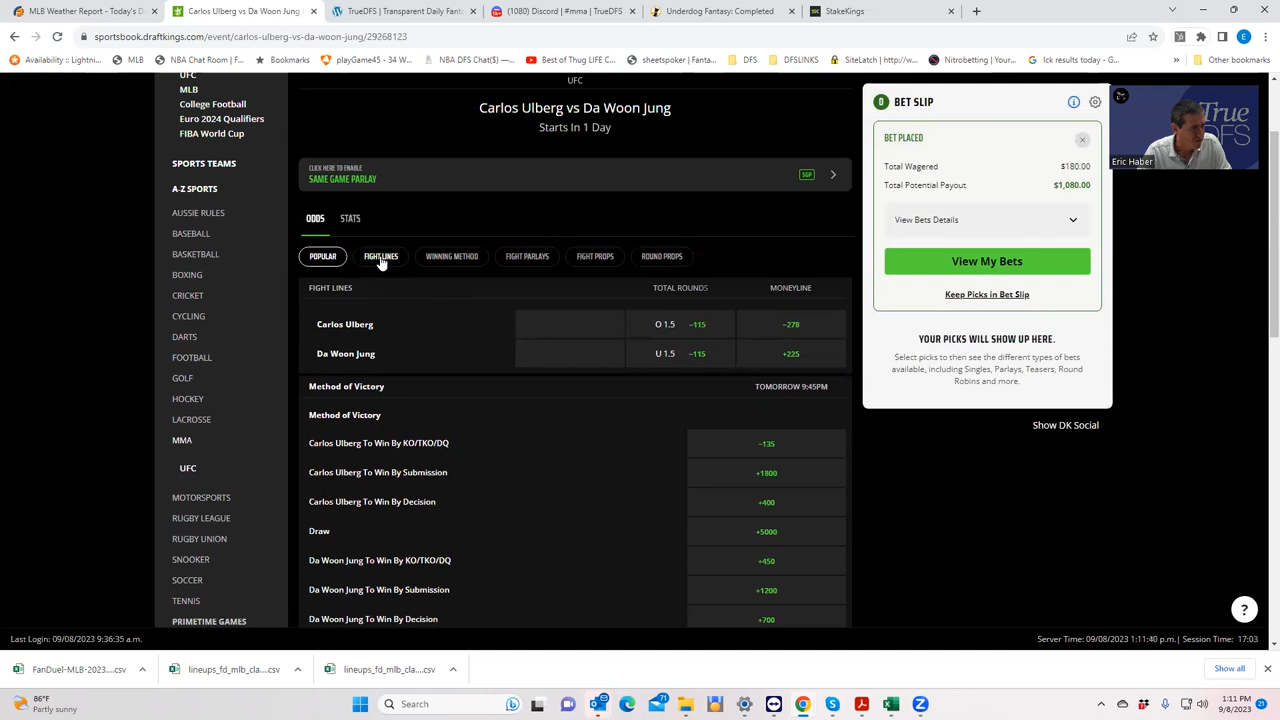 MLB Weather Report - Today's D
Carlos Ulberg vs Da Woon Jung
TrueDFS | Transparent Daily Fanta
(1080) Discord | #mma | TrueDFS
Underdog Fantasy: Completed
StakeKings
sportsbook.draftkings.com/event/carlos-ulberg-vs-da-woon-jung/29268123
Availability :: Lightni...
MLB
NBA Chat Room | F...
Bookmarks
playGame45 - 34 W...
NBA DFS Chat($) —...
Best of Thug LIFE C...
sheetspoker | Fanta...
DFS
DFSLINKS
SiteLatch | http://w...
Nitrobetting | Your...
Ick results today - G...
»
Other bookmarks
UFC
MLB
College Football
Euro 2024 Qualifiers
FIBA World Cup
SPORTS TEAMS
A-Z SPORTS
AUSSIE RULES
BASEBALL
BASKETBALL
BOXING
CRICKET
CYCLING
DARTS
FOOTBALL
GOLF
HOCKEY
LACROSSE
MMA
UFC
MOTORSPORTS
RUGBY LEAGUE
RUGBY UNION
SNOOKER
SOCCER
TENNIS
PRIMETIME GAMES
UFC
Carlos Ulberg vs Da Woon Jung
Starts In 1 Day
CLICK HERE TO ENABLE
SAME GAME PARLAY
SGP
ODDS STATS
POPULAR FIGHT LINES WINNING METHOD FIGHT PARLAYS FIGHT PROPS ROUND PROPS
FIGHT LINES TOTAL ROUNDS MONEYLINE
Carlos Ulberg O 1.5 −115 −278
Da Woon Jung U 1.5 −115 +225
Method of Victory TOMORROW 9:45PM
Method of Victory
Carlos Ulberg To Win By KO/TKO/DQ −135
Carlos Ulberg To Win By Submission +1800
Carlos Ulberg To Win By Decision +400
Draw +5000
Da Woon Jung To Win By KO/TKO/DQ +450
Da Woon Jung To Win By Submission +1200
Da Woon Jung To Win By Decision +700
0 BET SLIP
BET PLACED
Total Wagered $180.00
Total Potential Payout $1,080.00
View Bets Details
View My Bets
Keep Picks in Bet Slip
YOUR PICKS WILL SHOW UP HERE.
Select picks to then see the different types of bets
available, including Singles, Parlays, Teasers, Round
Robins and more.
Show DK Social
True
DFS
Eric Haber
?
Last Login: 09/08/2023 9:36:35 a.m.
Server Time: 09/08/2023 1:11:40 p.m.| Session Time: 17:03
FanDuel-MLB-2023....csv
lineups_fd_mlb_cla....csv
lineups_fd_mlb_cla....csv
Show all
86°F
Partly sunny
Search
71
1:11 PM
9/8/2023
21